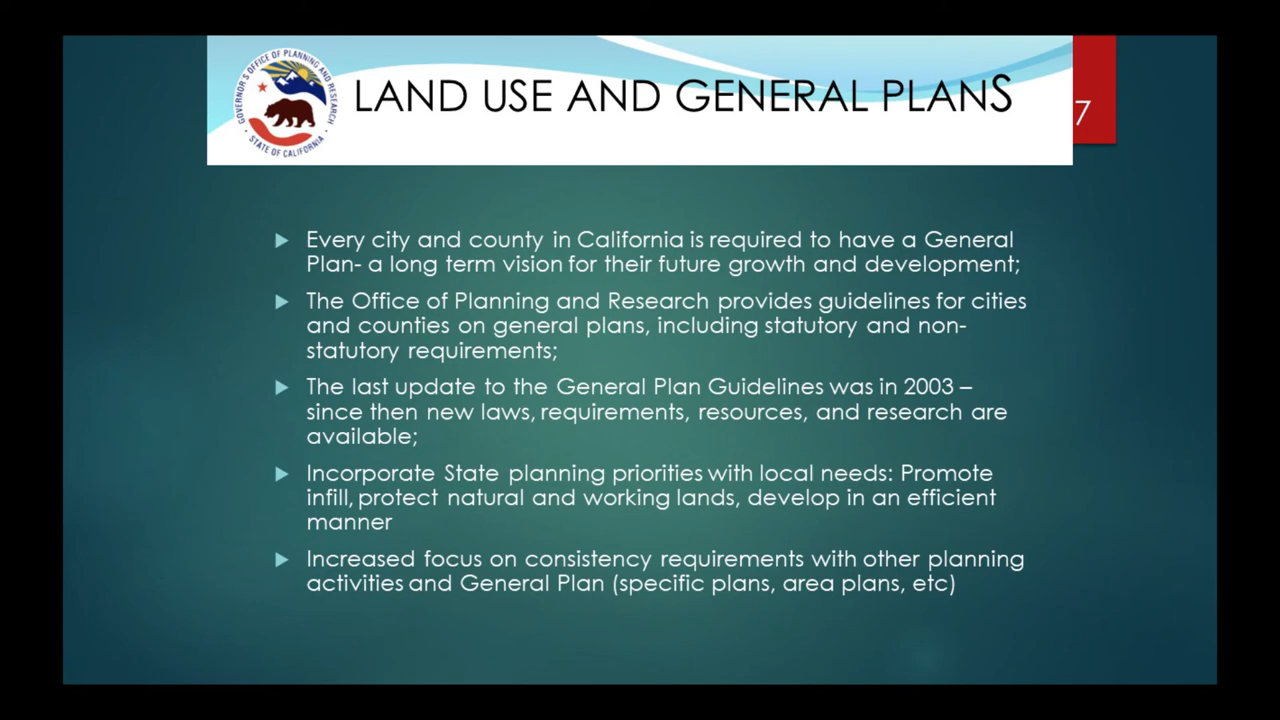 GOVERNOR'S OFFICE OF PLANNING AND RESEARCH
• STATE OF CALIFORNIA •
LAND USE AND GENERAL PLANS
7
Every city and county in California is required to have a General
Plan- a long term vision for their future growth and development;
The Office of Planning and Research provides guidelines for cities
and counties on general plans, including statutory and non-
statutory requirements;
The last update to the General Plan Guidelines was in 2003 –
since then new laws, requirements, resources, and research are
available;
Incorporate State planning priorities with local needs: Promote
infill, protect natural and working lands, develop in an efficient
manner
Increased focus on consistency requirements with other planning
activities and General Plan (specific plans, area plans, etc)